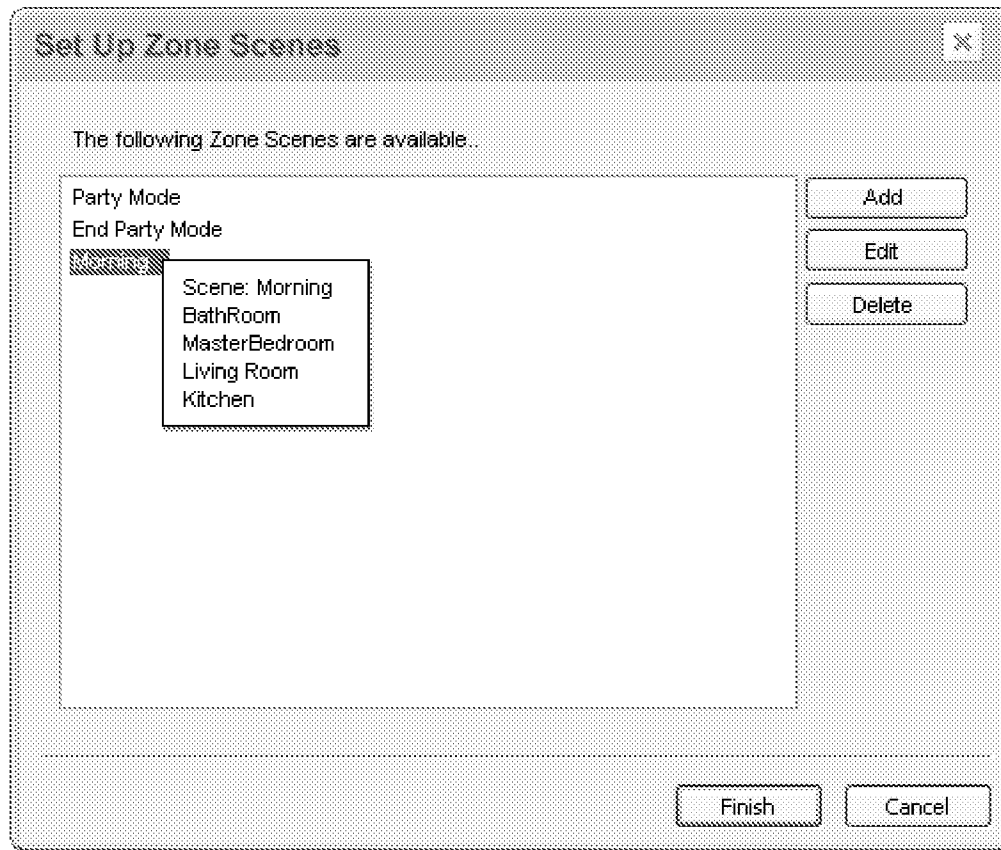 Set Up Zone Scenes
The following Zone Scenes are available..
Party Mode
End Party Mode
Morning
Scene: Morning
BathRoom
MasterBedroom
Living Room
Kitchen
Add
Edit
Delete
Finish
Cancel